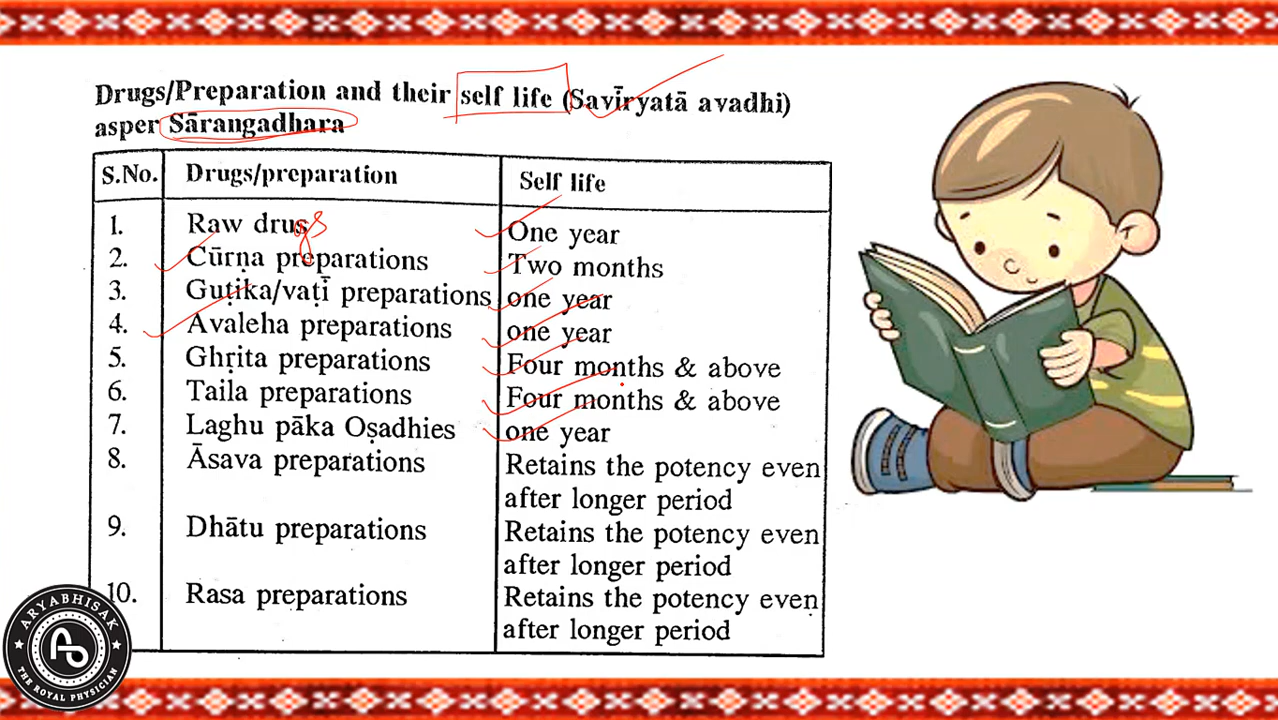 Drugs/Preparation and their self life (Savīryatā avadhi)
asper Sārangadhara
S.No. Drugs/preparation Self life
1. Raw drus gs One year
2. Cūrṇa preparations Two months
3. Guṭika/vaṭī preparations one year
4. Avaleha preparations one year
5. Ghṛita preparations Four months & above
6. Taila preparations Four months & above
7. Laghu pāka Oṣadhies one year
8. Āsava preparations Retains the potency even
after longer period
9. Dhātu preparations Retains the potency even
after longer period
10. Rasa preparations Retains the potency even
after longer period
ARYABHISAK
THE ROYAL PHYSICIAN